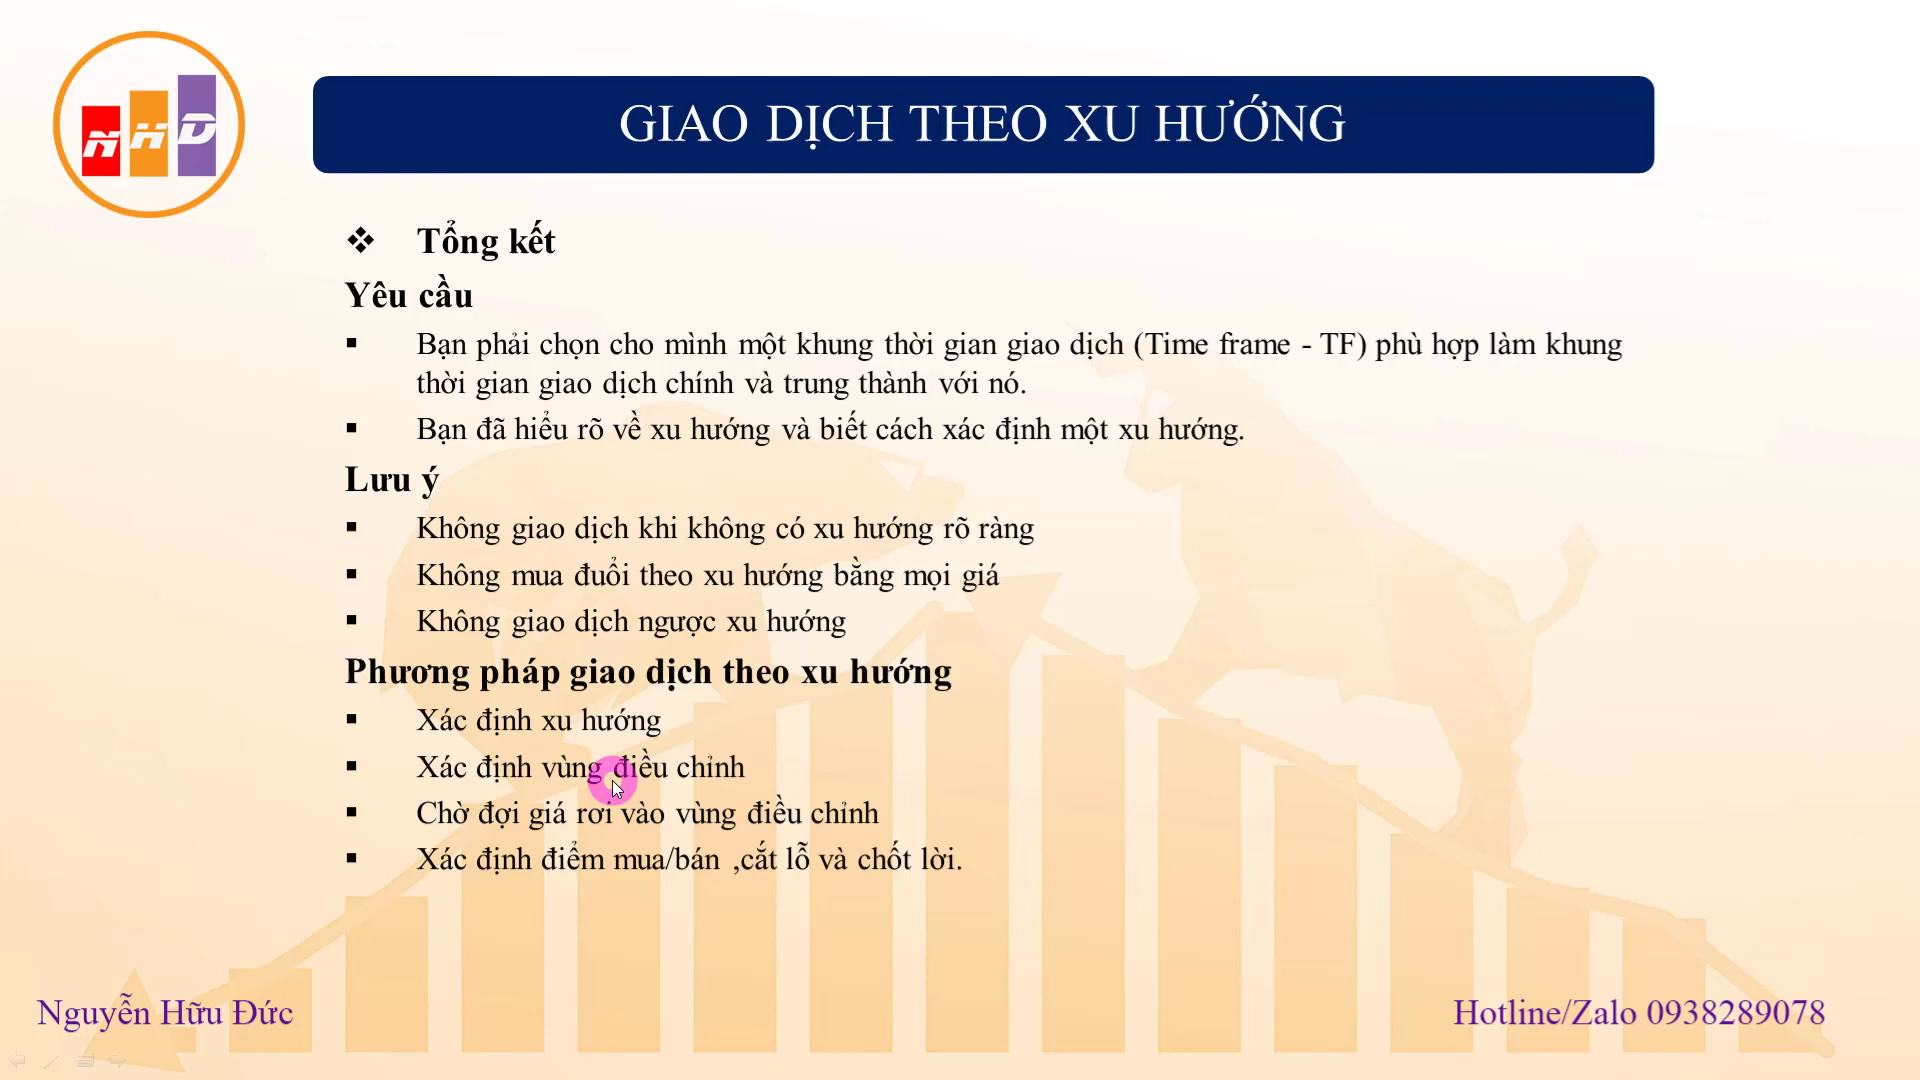 NHD
GIAO DỊCH THEO XU HƯỚNG
Tổng kết
Yêu cầu
Bạn phải chọn cho mình một khung thời gian giao dịch (Time frame - TF) phù hợp làm khung
thời gian giao dịch chính và trung thành với nó.
Bạn đã hiểu rõ về xu hướng và biết cách xác định một xu hướng.
Lưu ý
Không giao dịch khi không có xu hướng rõ ràng
Không mua đuổi theo xu hướng bằng mọi giá
Không giao dịch ngược xu hướng
Phương pháp giao dịch theo xu hướng
Xác định xu hướng
Xác định vùng điều chỉnh
Chờ đợi giá rơi vào vùng điều chỉnh
Xác định điểm mua/bán ,cắt lỗ và chốt lời.
Nguyễn Hữu Đức
Hotline/Zalo 0938289078